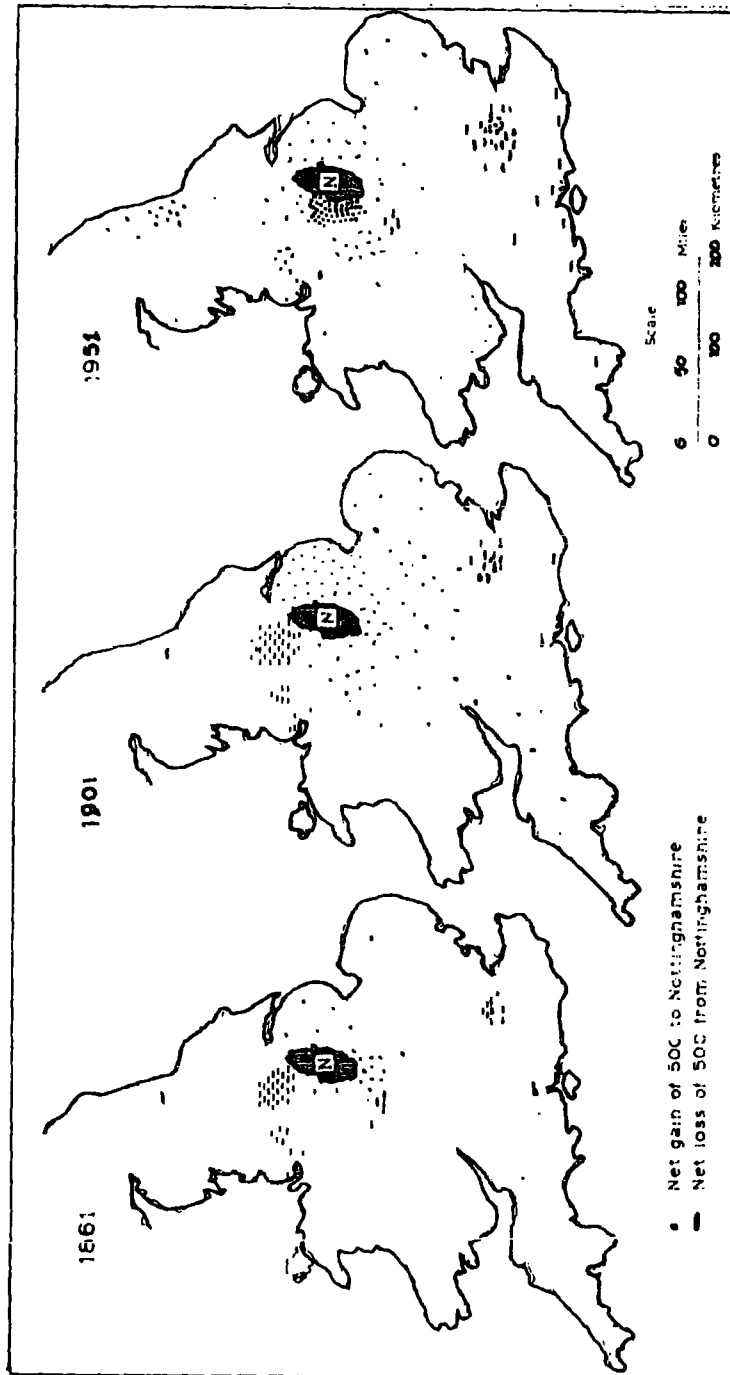 1861
1901
1951
N
N
N
• Net gain of 500 to Nottinghamshire
▬ Net loss of 500 from Nottinghamshire
Scale
0 50 100 Miles
0 100 200 Kilometres